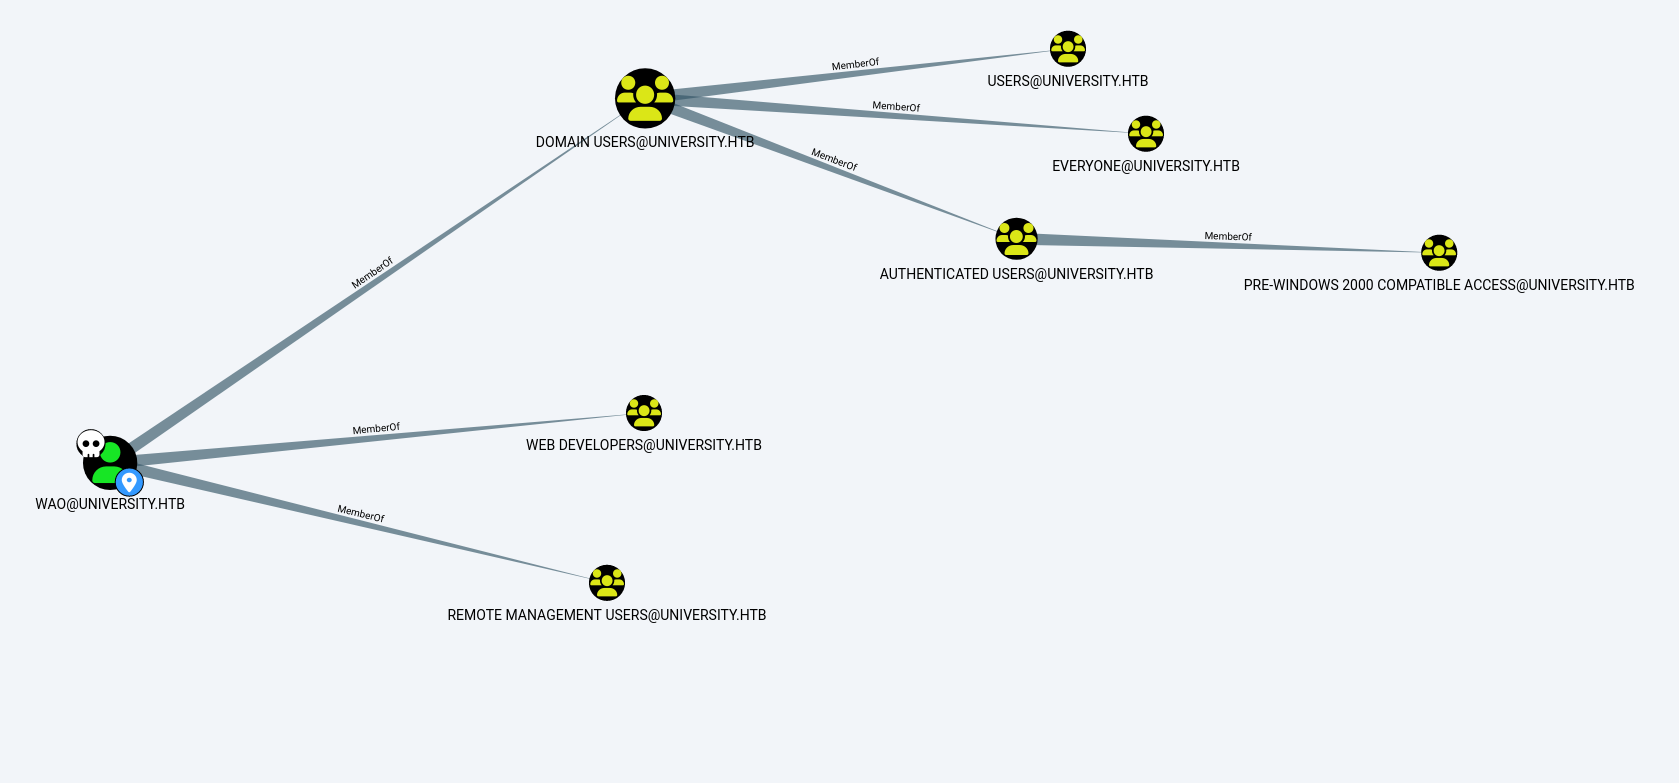 USERS@UNIVERSITY.HTB
MemberOf
MemberOf
DOMAIN USERS@UNIVERSITY.HTB
EVERYONE@UNIVERSITY.HTB
MemberOf
MemberOf
AUTHENTICATED USERS@UNIVERSITY.HTB
PRE-WINDOWS 2000 COMPATIBLE ACCESS@UNIVERSITY.HTB
MemberOf
MemberOf
WEB DEVELOPERS@UNIVERSITY.HTB
WAO@UNIVERSITY.HTB
MemberOf
REMOTE MANAGEMENT USERS@UNIVERSITY.HTB